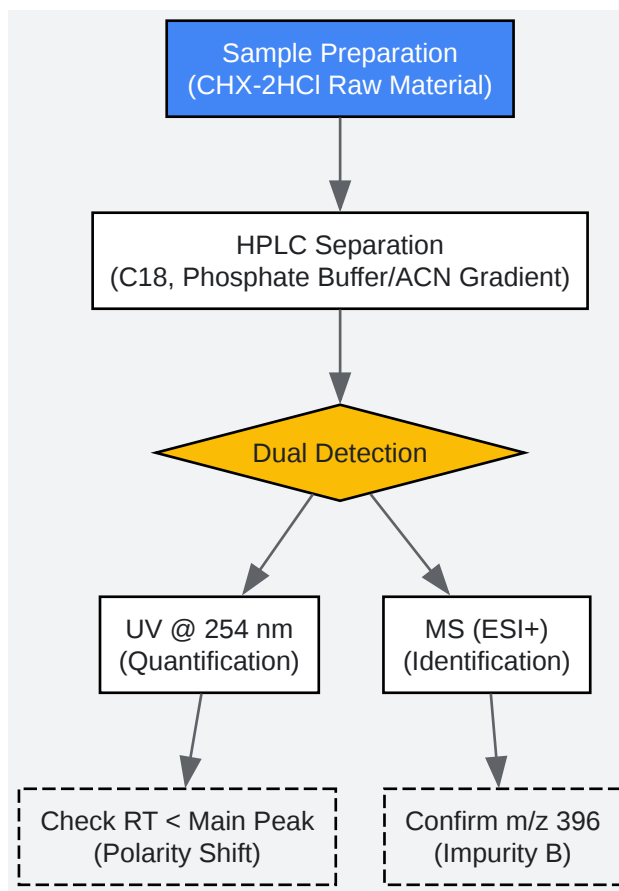 Sample Preparation
(CHX-2HCl Raw Material)
HPLC Separation
(C18, Phosphate Buffer/ACN Gradient)
Dual Detection
UV @ 254 nm
(Quantification)
MS (ESI+)
(Identification)
Check RT < Main Peak
(Polarity Shift)
Confirm m/z 396
(Impurity B)